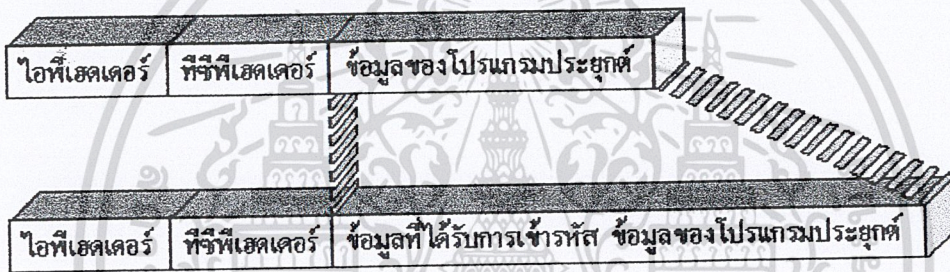 ไอพีเฮดเดอร์ ทีซีพีเฮดเดอร์ ข้อมูลของโปรแกรมประยุกต์
ไอพีเฮดเดอร์ ทีซีพีเฮดเดอร์ ข้อมูลที่ได้รับการเข้ารหัส ข้อมูลของโปรแกรมประยุกต์